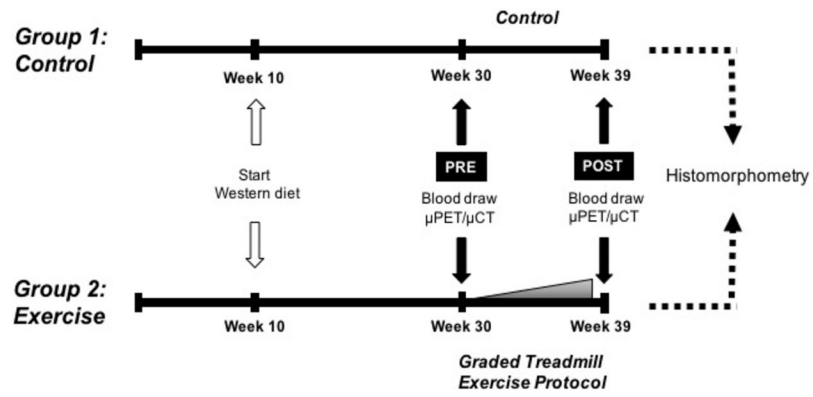 Control
Group 1:
Control
Week 10
Week 30
Week 39
Start
Western diet
PRE
Blood draw
µPET/µCT
POST
Blood draw
µPET/µCT
Histomorphometry
Group 2:
Exercise
Week 10
Week 30
Week 39
Graded Treadmill
Exercise Protocol